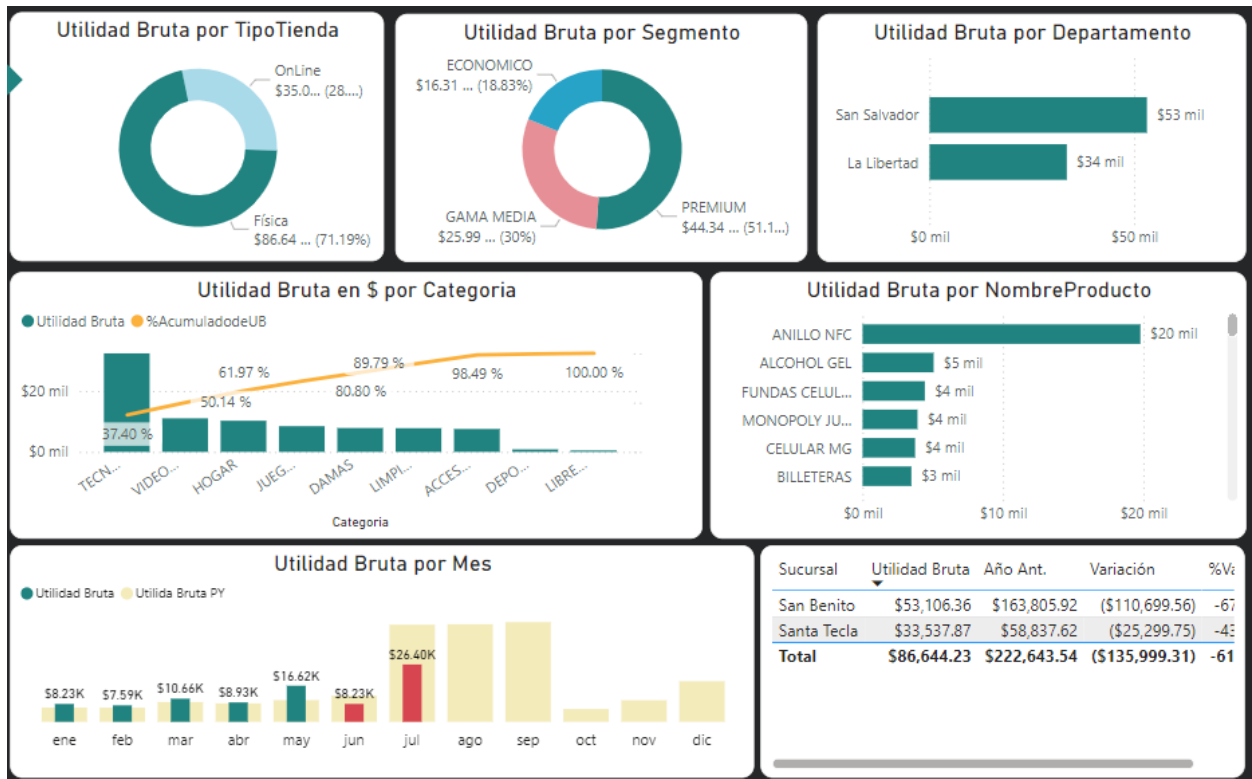 Utilidad Bruta por TipoTienda
OnLine
$35.0... (28....)
Física
$86.64 ... (71.19%)
Utilidad Bruta por Segmento
ECONOMICO
$16.31 ... (18.83%)
GAMA MEDIA
$25.99 ... (30%)
PREMIUM
$44.34 ... (51.1...)
Utilidad Bruta por Departamento
San Salvador
$53 mil
La Libertad
$34 mil
$0 mil $50 mil
Utilidad Bruta en $ por Categoria
Utilidad Bruta %AcumuladodeUB
$20 mil
$0 mil
37.40 %
50.14 %
61.97 %
80.80 %
89.79 %
98.49 %
100.00 %
TECN... VIDEO... HOGAR JUEG... DAMAS LIMPI... ACCES... DEPO... LIBRE...
Categoria
Utilidad Bruta por NombreProducto
ANILLO NFC $20 mil
ALCOHOL GEL $5 mil
FUNDAS CELUL... $4 mil
MONOPOLY JU... $4 mil
CELULAR MG $4 mil
BILLETERAS $3 mil
$0 mil $10 mil $20 mil
Utilidad Bruta por Mes
Utilidad Bruta Utilida Bruta PY
$8.23K $7.59K $10.66K $8.93K $16.62K $8.23K $26.40K
ene feb mar abr may jun jul ago sep oct nov dic
Sucursal Utilidad Bruta Año Ant. Variación %Va
San Benito $53,106.36 $163,805.92 ($110,699.56) -67
Santa Tecla $33,537.87 $58,837.62 ($25,299.75) -43
Total $86,644.23 $222,643.54 ($135,999.31) -61